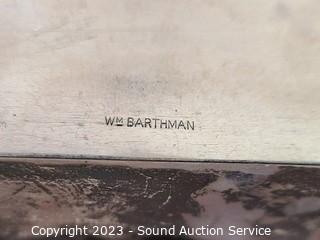 Wᴹ BARTHMAN
Copyright 2023 - Sound Auction Service